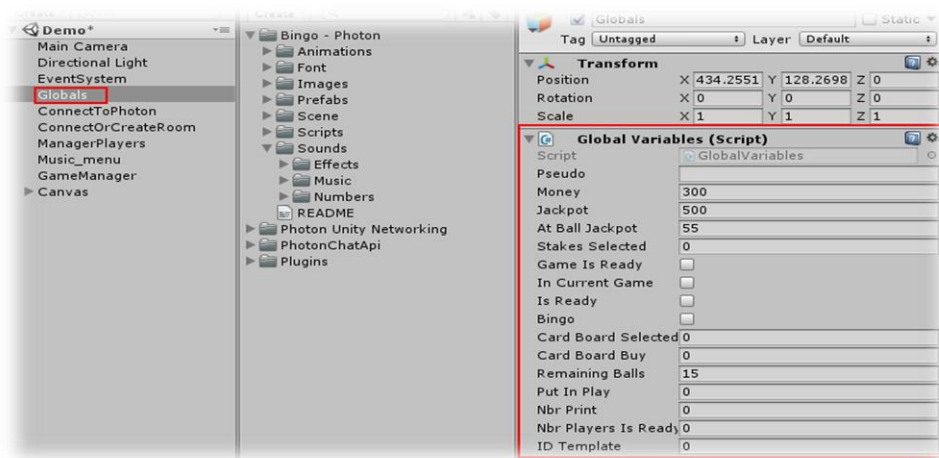 Demo*
Main Camera
Directional Light
EventSystem
Globals
ConnectToPhoton
ConnectOrCreateRoom
ManagerPlayers
Music_menu
GameManager
Canvas
Create
Bingo - Photon
Animations
Font
Images
Prefabs
Scene
Scripts
Sounds
Effects
Music
Numbers
README
Photon Unity Networking
PhotonChatApi
Plugins
Globals Static
Tag Untagged Layer Default
Transform
Position X 434.2551 Y 128.2698 Z 0
Rotation X 0 Y 0 Z 0
Scale X 1 Y 1 Z 1
Global Variables (Script)
Script GlobalVariables
Pseudo
Money 300
Jackpot 500
At Ball Jackpot 55
Stakes Selected 0
Game Is Ready
In Current Game
Is Ready
Bingo
Card Board Selected 0
Card Board Buy 0
Remaining Balls 15
Put In Play 0
Nbr Print 0
Nbr Players Is Ready 0
ID Template 0